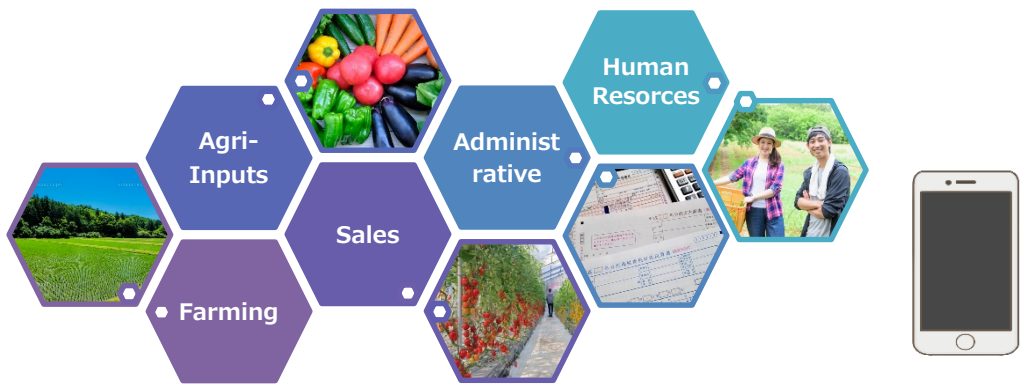 Human
Resorces
Agri-
Inputs
Administ
rative
Sales
Farming